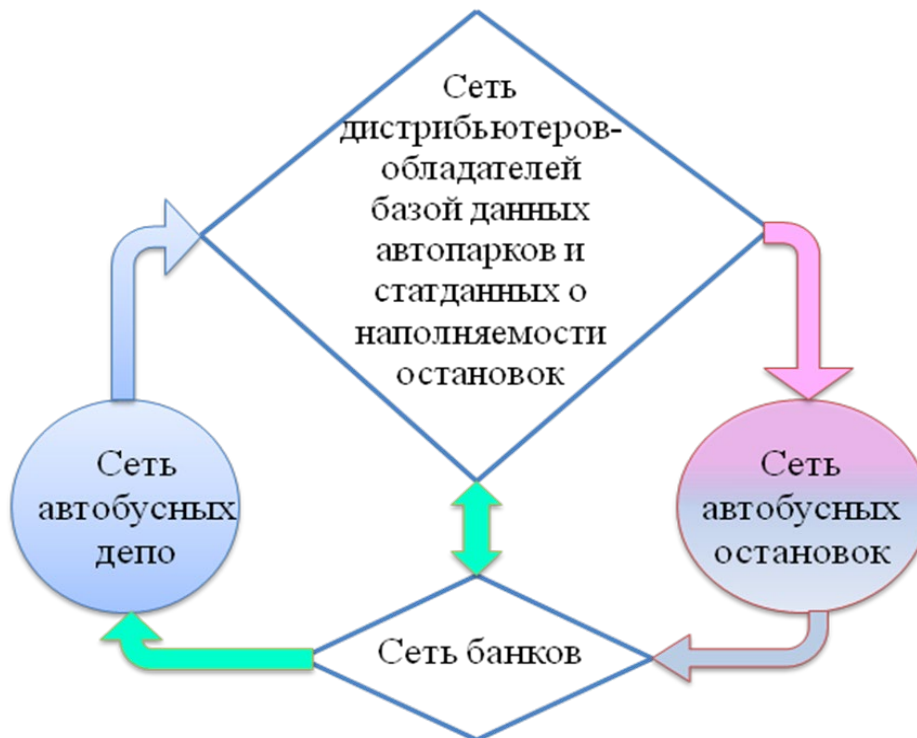 Сеть
дистрибьютеров-
обладателей
базой данных
автопарков и
статданных о
наполняемости
остановок
Сеть
автобусных
депо
Сеть
автобусных
остановок
Сеть банков